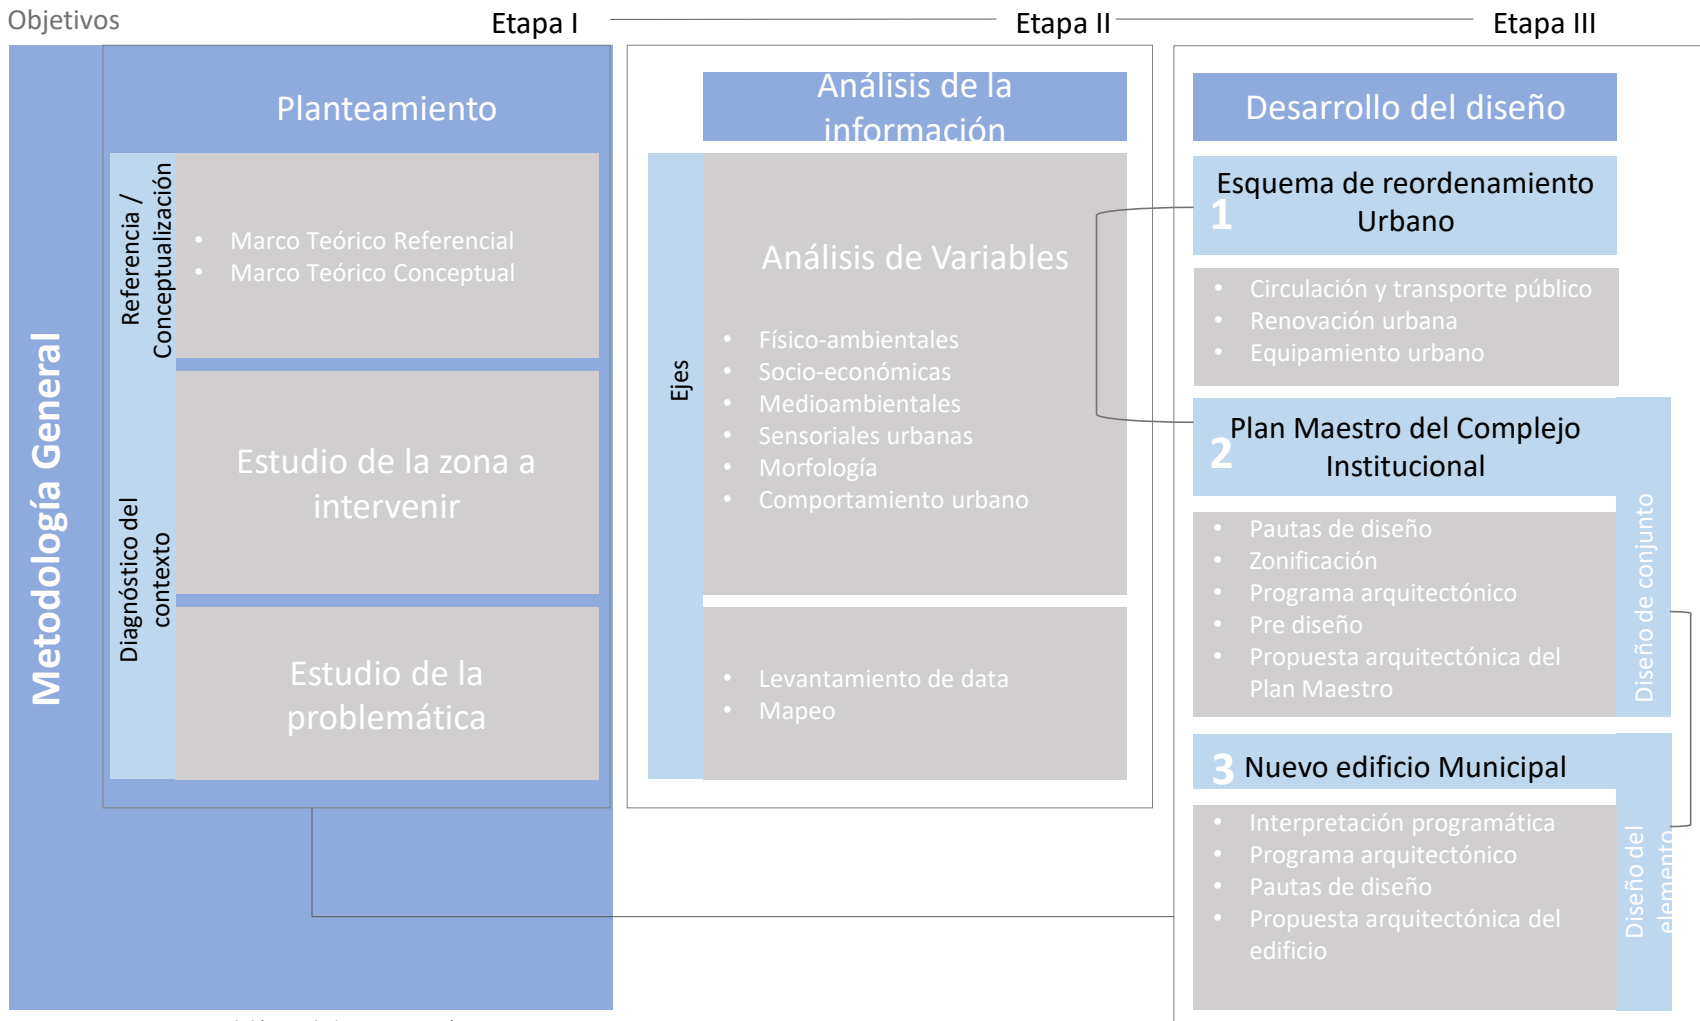 Objetivos
Etapa I
Etapa II
Etapa III
Metodología General
Planteamiento
Referencia /
Conceptualización
• Marco Teórico Referencial
• Marco Teórico Conceptual
Diagnóstico del
contexto
Estudio de la zona a
intervenir
Estudio de la
problemática
Análisis de la
información
Ejes
Análisis de Variables
• Físico-ambientales
• Socio-económicas
• Medioambientales
• Sensoriales urbanas
• Morfología
• Comportamiento urbano
• Levantamiento de data
• Mapeo
Desarrollo del diseño
1 Esquema de reordenamiento
Urbano
• Circulación y transporte público
• Renovación urbana
• Equipamiento urbano
2 Plan Maestro del Complejo
Institucional
• Pautas de diseño
• Zonificación
• Programa arquitectónico
• Pre diseño
• Propuesta arquitectónica del
Plan Maestro
Diseño de conjunto
3 Nuevo edificio Municipal
• Interpretación programática
• Programa arquitectónico
• Pautas de diseño
• Propuesta arquitectónica del
edificio
Diseño del
elemento